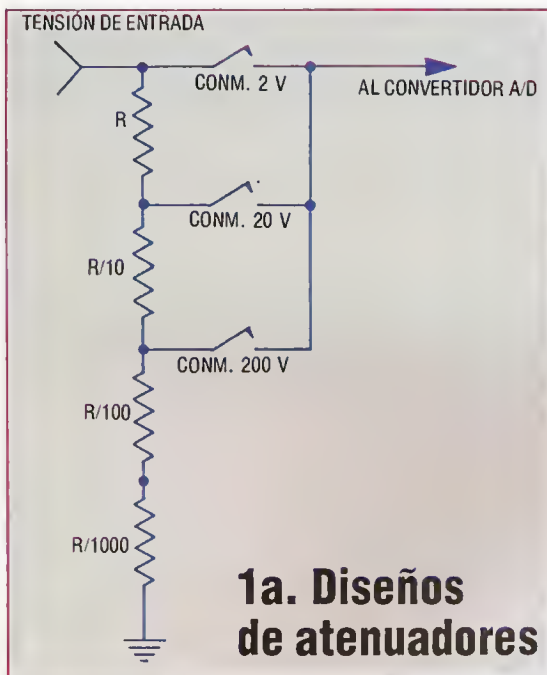 TENSIÓN DE ENTRADA
CONM. 2 V
AL CONVERTIDOR A/D
R
CONM. 20 V
R/10
CONM. 200 V
R/100
R/1000
1a. Diseños
de atenuadores